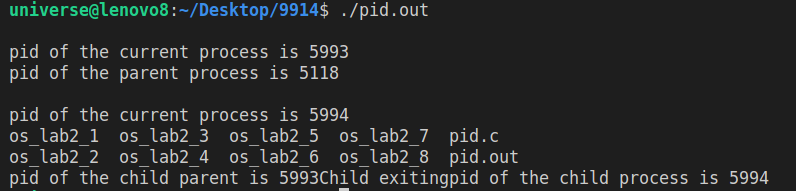 universe@lenovo8:~/Desktop/9914$ ./pid.out
pid of the current process is 5993
pid of the parent process is 5118
pid of the current process is 5994
os_lab2_1 os_lab2_3 os_lab2_5 os_lab2_7 pid.c
os_lab2_2 os_lab2_4 os_lab2_6 os_lab2_8 pid.out
pid of the child parent is 5993Child exitingpid of the child process is 5994